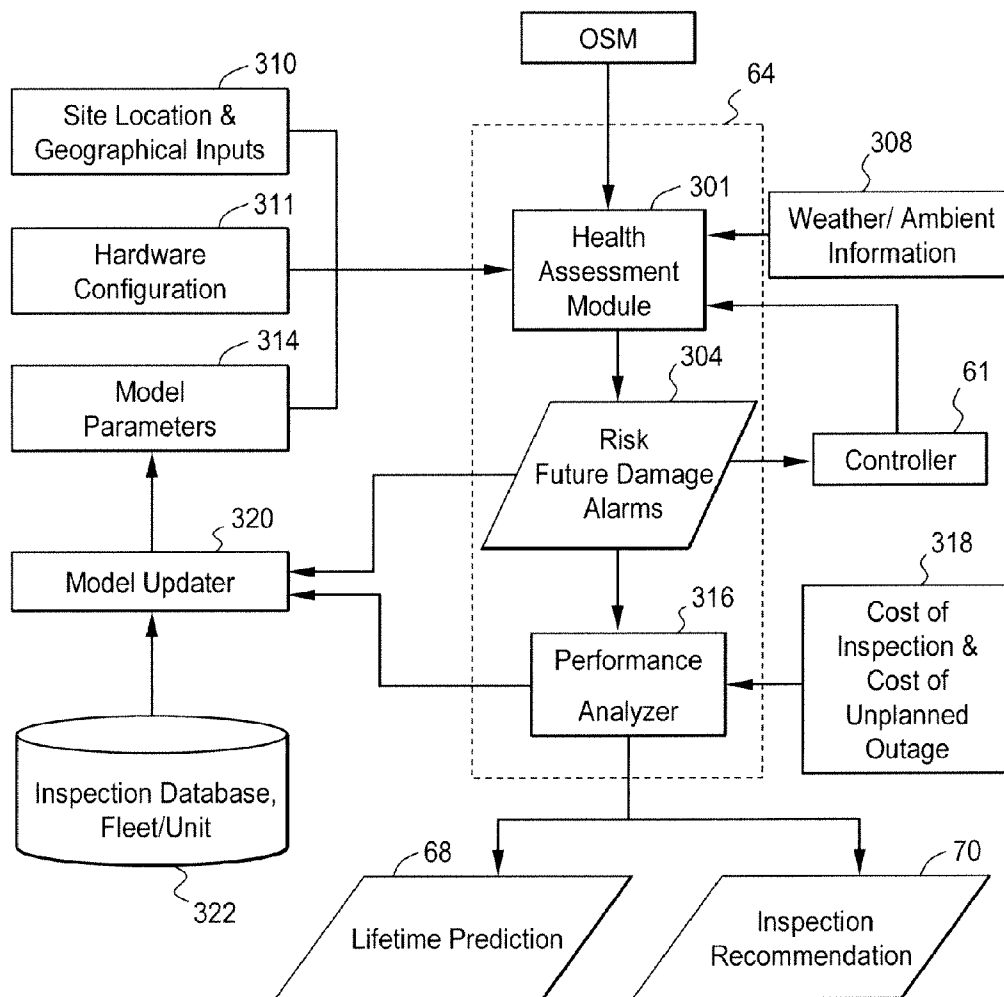 OSM
64
310
Site Location &
Geographical Inputs
301
308
Health
Assessment
Module
Weather/ Ambient
Information
311
Hardware
Configuration
314
Model
Parameters
304
Risk
Future Damage
Alarms
61
Controller
320
Model Updater
316
Performance
Analyzer
318
Cost of
Inspection &
Cost of
Unplanned
Outage
Inspection Database,
Fleet/Unit
322
68
Lifetime Prediction
70
Inspection
Recommendation